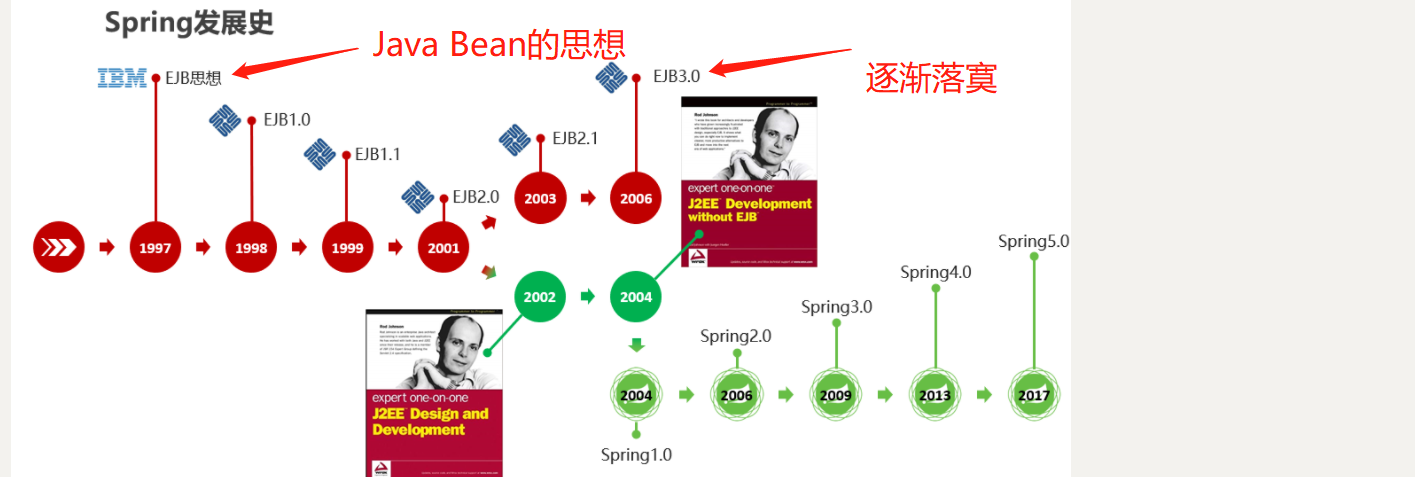 Spring发展史
Java Bean的思想
IBM
EJB思想
EJB3.0
逐渐落寞
EJB1.0
EJB1.1
EJB2.1
EJB2.0
1997
1998
1999
2001
2003
2006
Rod Johnson
expert one-on-one
J2EE Development
without EJB
2002
2004
Rod Johnson
expert one-on-one
J2EE Design and
Development
Spring1.0
Spring2.0
Spring3.0
Spring4.0
Spring5.0
2004
2006
2009
2013
2017